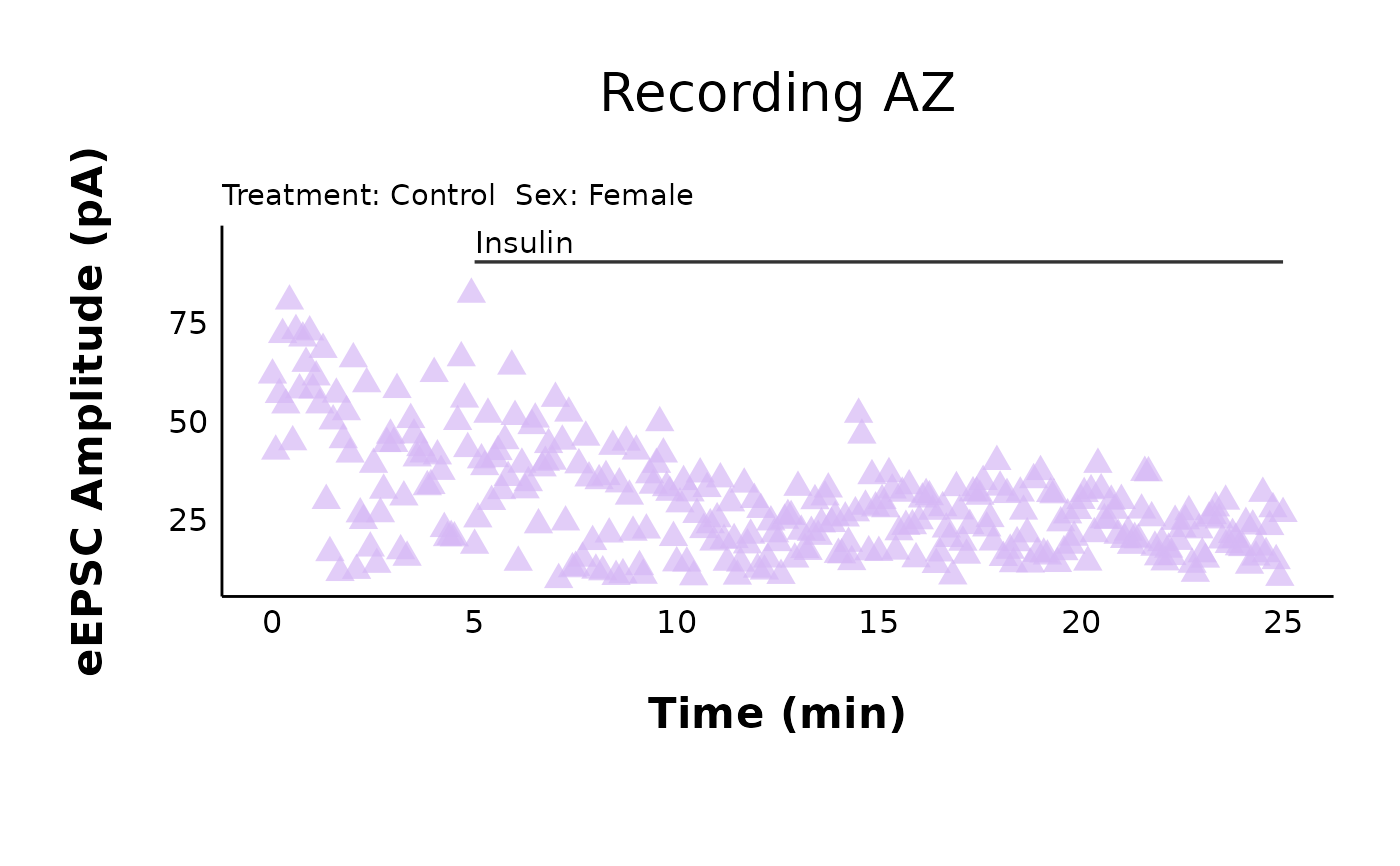 Recording AZ
Treatment: Control  Sex: Female
Insulin
eEPSC Amplitude (pA)
75
50
25
0 5 10 15 20 25
Time (min)